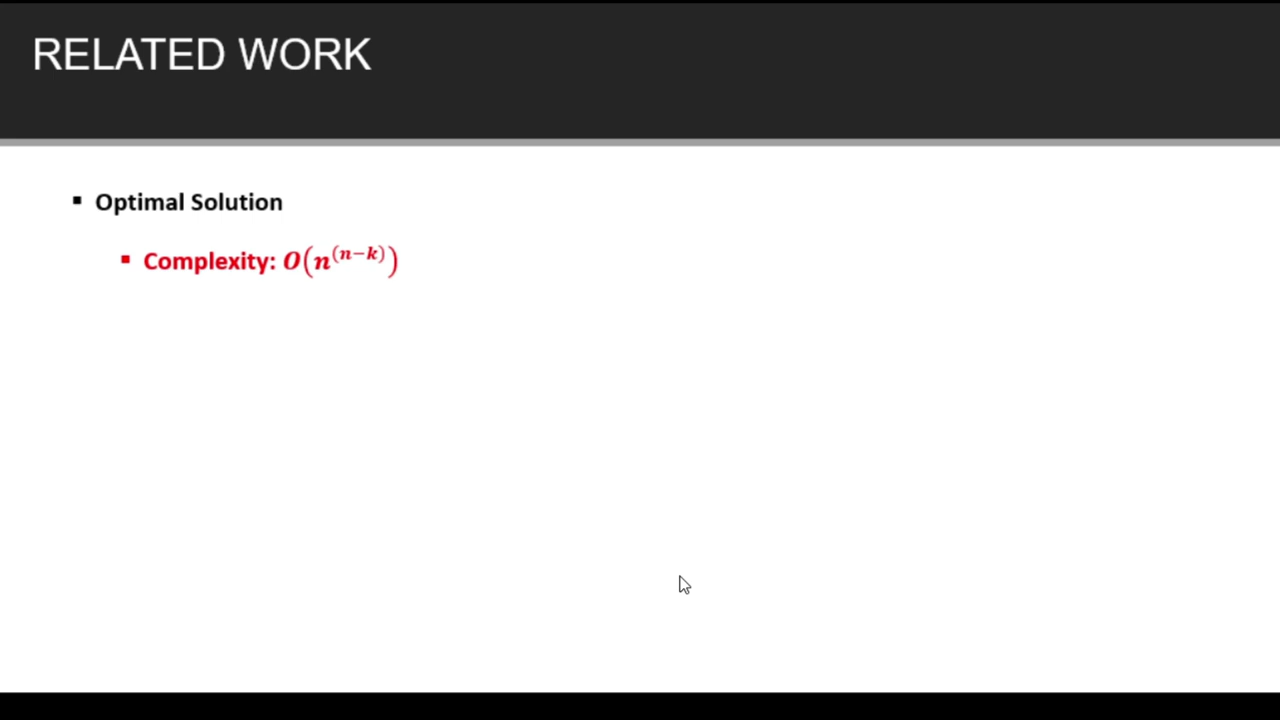 RELATED WORK
▪ Optimal Solution
▪ Complexity: O(n^(n−k))